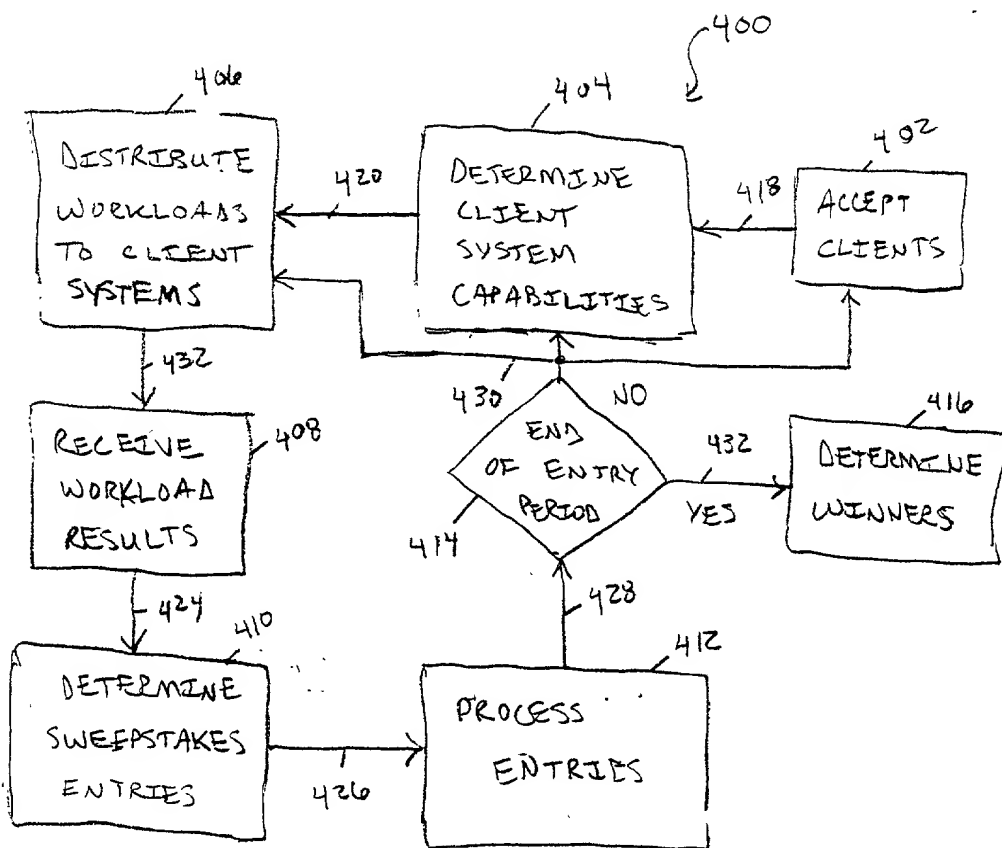 400
406
404
402
DISTRIBUTE
WORKLOADS
TO CLIENT
SYSTEMS
420
DETERMINE
CLIENT
SYSTEM
CAPABILITIES
418
ACCEPT
CLIENTS
432
430
NO
408
RECEIVE
WORKLOAD
RESULTS
END
OF ENTRY
PERIOD
414
432
YES
416
DETERMINE
WINNERS
424
428
410
DETERMINE
SWEEPSTAKES
ENTRIES
426
412
PROCESS
ENTRIES